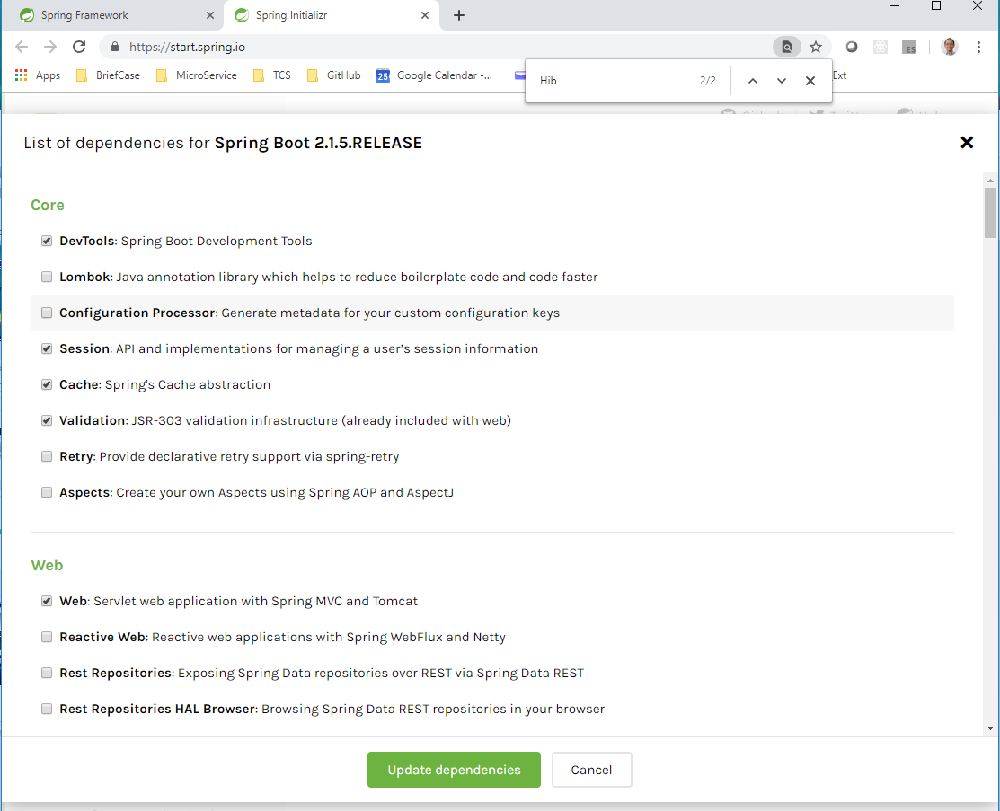 Spring Framework
Spring Initializr
https://start.spring.io
ES
Apps
BriefCase
MicroService
TCS
GitHub
25
Google Calendar -...
Ext
Hib
2/2
List of dependencies for Spring Boot 2.1.5.RELEASE
Core
DevTools: Spring Boot Development Tools
Lombok: Java annotation library which helps to reduce boilerplate code and code faster
Configuration Processor: Generate metadata for your custom configuration keys
Session: API and implementations for managing a user's session information
Cache: Spring's Cache abstraction
Validation: JSR-303 validation infrastructure (already included with web)
Retry: Provide declarative retry support via spring-retry
Aspects: Create your own Aspects using Spring AOP and AspectJ
Web
Web: Servlet web application with Spring MVC and Tomcat
Reactive Web: Reactive web applications with Spring WebFlux and Netty
Rest Repositories: Exposing Spring Data repositories over REST via Spring Data REST
Rest Repositories HAL Browser: Browsing Spring Data REST repositories in your browser
Update dependencies
Cancel